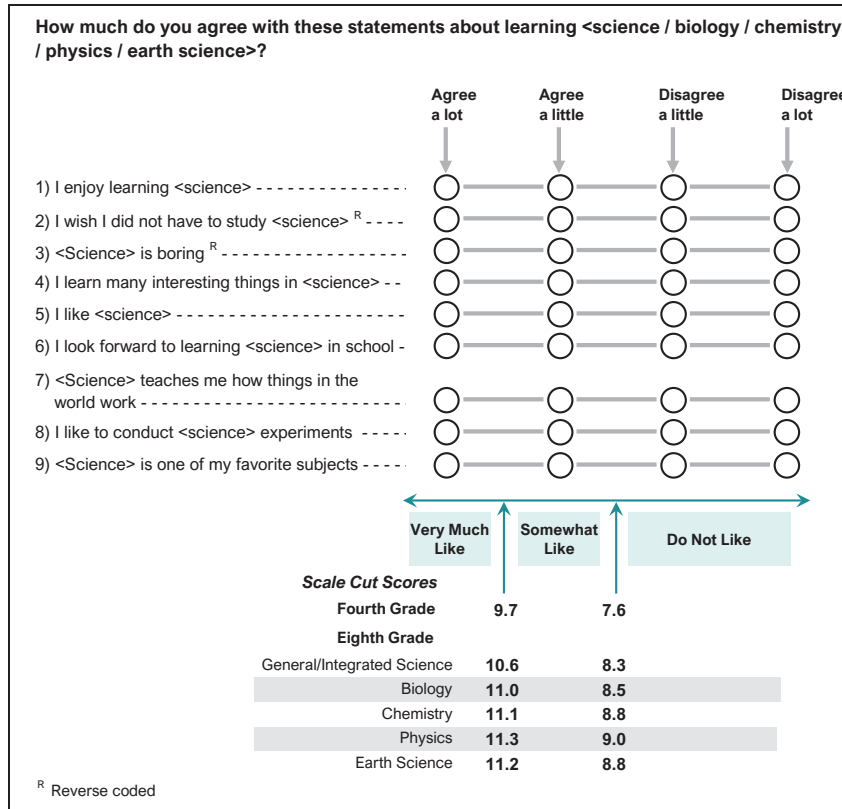 How much do you agree with these statements about learning <science / biology / chemistry
/ physics / earth science>?
Agree a lot Agree a little Disagree a little Disagree a lot
1) I enjoy learning <science> - - - - - - - - - - - - - - -
2) I wish I did not have to study <science> R - - - -
3) <Science> is boring R - - - - - - - - - - - - - - - - - -
4) I learn many interesting things in <science> - -
5) I like <science> - - - - - - - - - - - - - - - - - - - - - - -
6) I look forward to learning <science> in school -
7) <Science> teaches me how things in the
world work - - - - - - - - - - - - - - - - - - - - - - - - - -
8) I like to conduct <science> experiments - - - - -
9) <Science> is one of my favorite subjects - - - -
Very Much Like Somewhat Like Do Not Like
Scale Cut Scores
Fourth Grade 9.7 7.6
Eighth Grade
General/Integrated Science 10.6 8.3
Biology 11.0 8.5
Chemistry 11.1 8.8
Physics 11.3 9.0
Earth Science 11.2 8.8
R Reverse coded